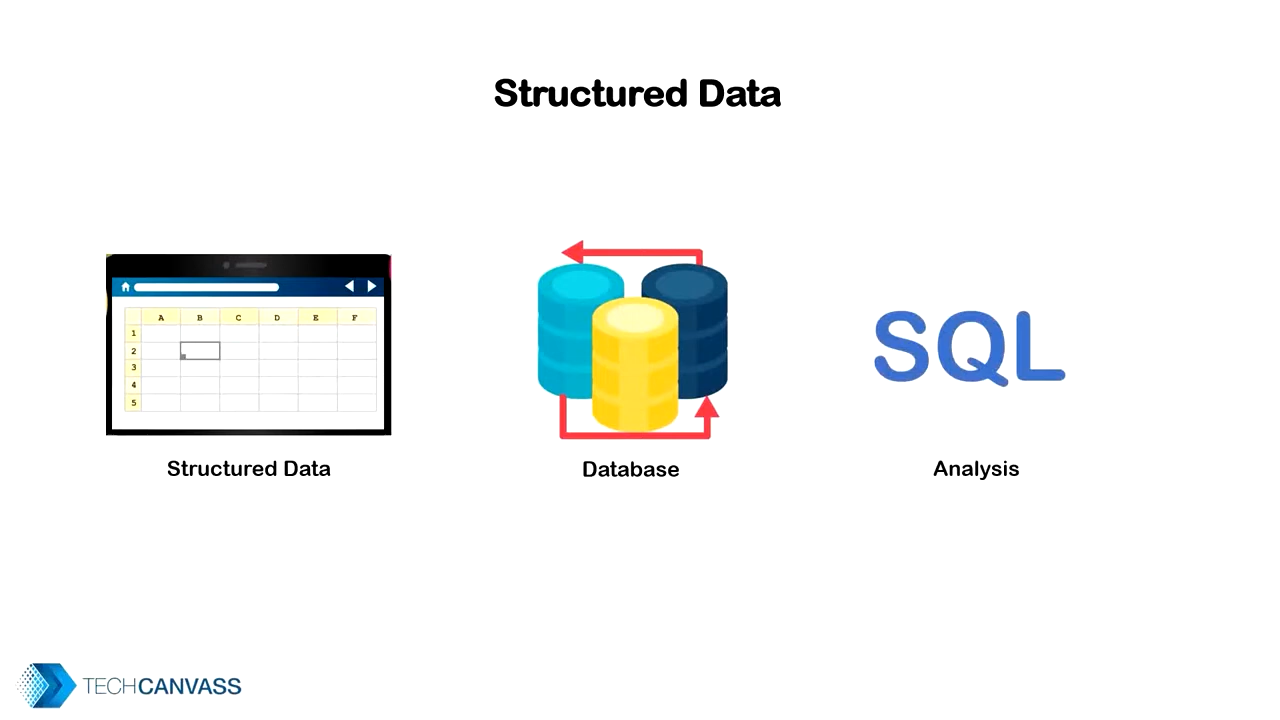 Structured Data
A B C D E F
1
2
3
4
5
SQL
Structured Data
Database
Analysis
TECHCANVASS